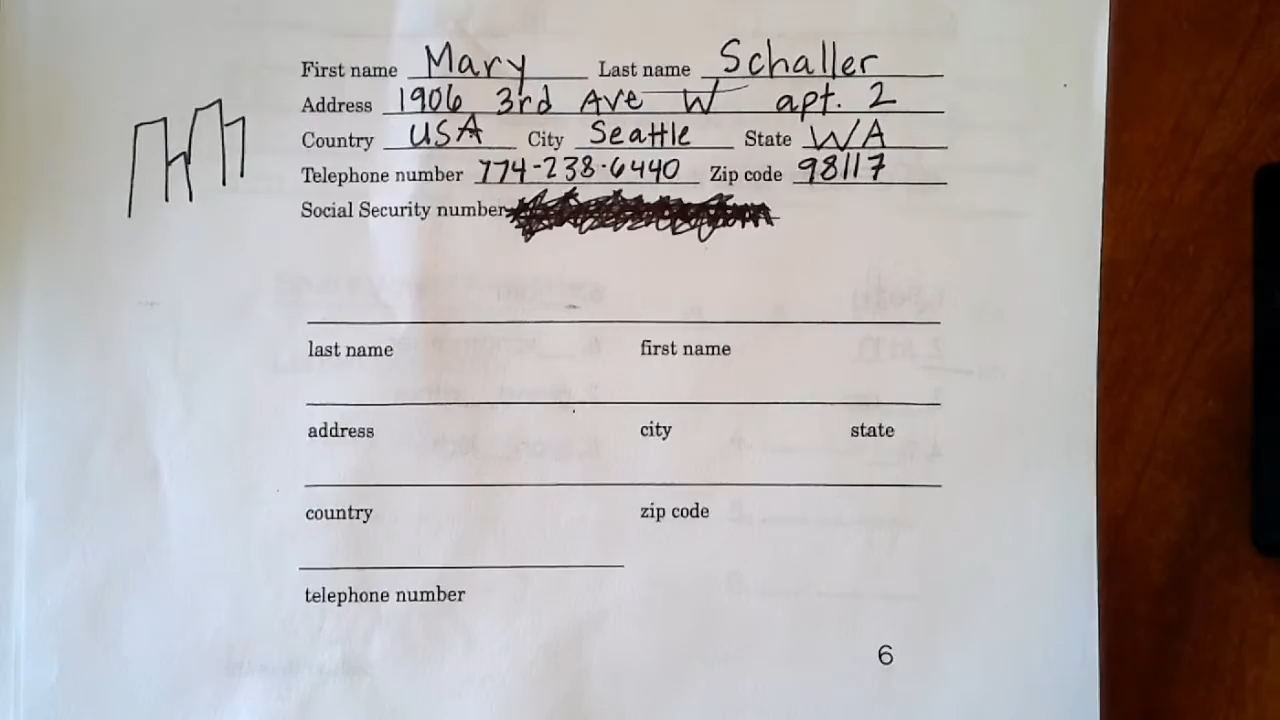 First name Mary Last name Schaller
Address 1906 3rd Ave W apt. 2
Country USA City Seattle State WA
Telephone number 774-238-6440 Zip code 98117
Social Security number
last name first name
address city state
country zip code
telephone number
6